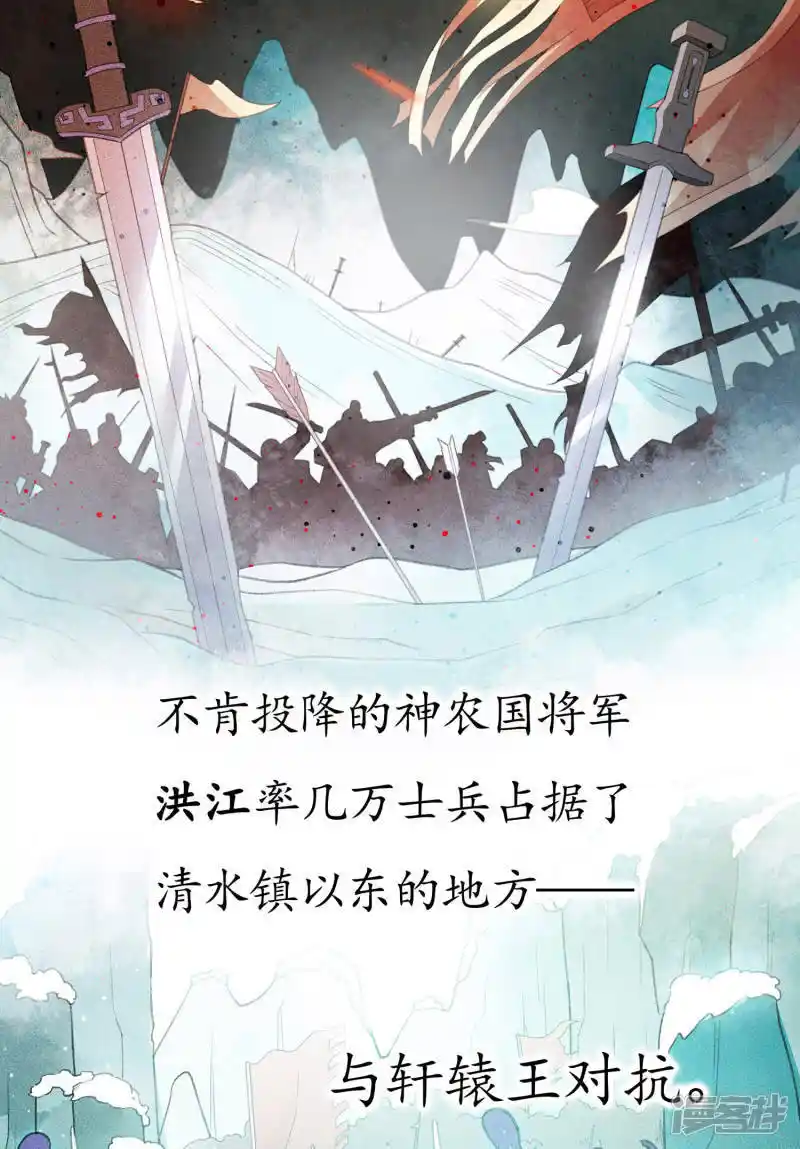 不肯投降的神农国将军
洪江率几万士兵占据了
清水镇以东的地方——
与轩辕王对抗。
漫客栈